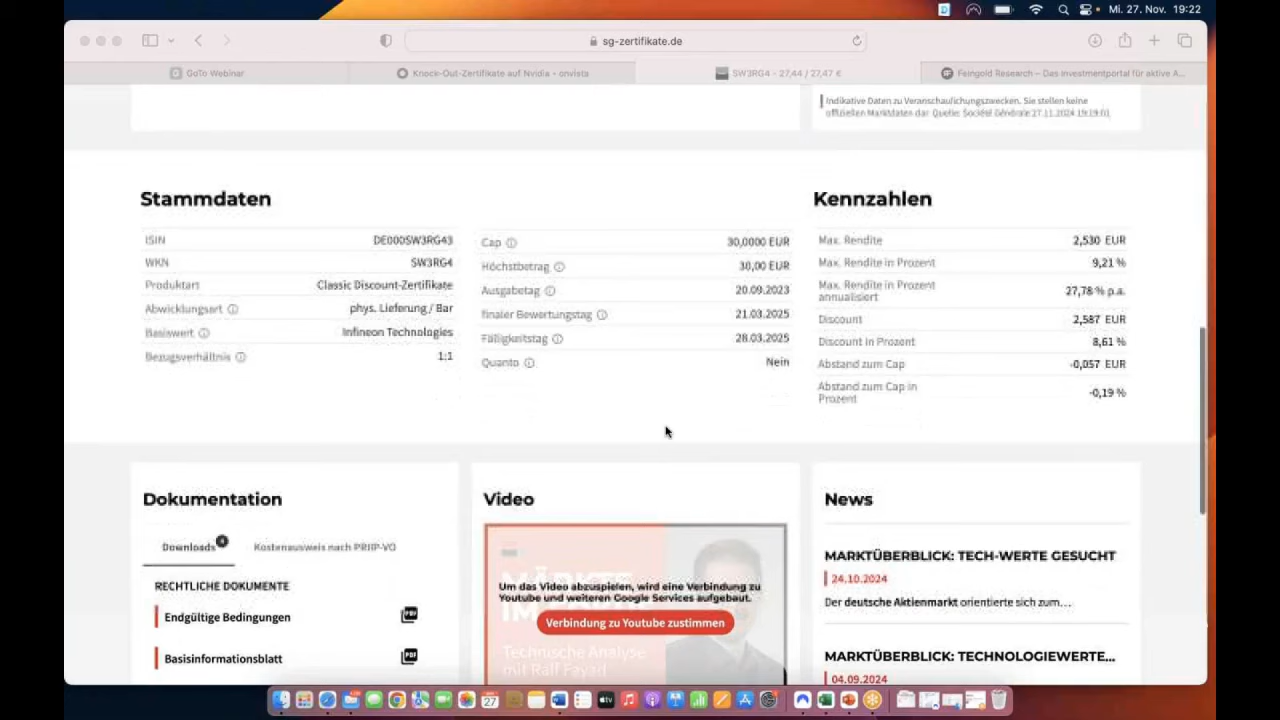 Mi. 27. Nov. 19:22
sg-zertifikate.de
GoTo Webinar
Knock-Out-Zertifikate auf Nvidia - onvista
SW3RG4 - 27,44 / 27,47 €
Feingold Research – Das Investmentportal für aktive A...
Indikative Daten zu Veranschaulichungszwecken. Sie stellen keine
offiziellen Marktdaten dar. Quelle: Société Générale 27.11.2024 19:19:01
Stammdaten
ISIN DE000SW3RG43
WKN SW3RG4
Produktart Classic Discount-Zertifikate
Abwicklungsart phys. Lieferung / Bar
Basiswert Infineon Technologies
Bezugsverhältnis 1:1
Cap 30,0000 EUR
Höchstbetrag 30,00 EUR
Ausgabetag 20.09.2023
finaler Bewertungstag 21.03.2025
Fälligkeitstag 28.03.2025
Quanto Nein
Kennzahlen
Max. Rendite 2,530 EUR
Max. Rendite in Prozent 9,21 %
Max. Rendite in Prozent
annualisiert 27,78 % p.a.
Discount 2,587 EUR
Discount in Prozent 8,61 %
Abstand zum Cap -0,057 EUR
Abstand zum Cap in
Prozent -0,19 %
Dokumentation
Downloads 4 Kostenausweis nach PRIIP-VO
RECHTLICHE DOKUMENTE
Endgültige Bedingungen
Basisinformationsblatt
Video
Um das Video abzuspielen, wird eine Verbindung zu
Youtube und weiteren Google Services aufgebaut.
Verbindung zu Youtube zustimmen
Technische Analyse
mit Ralf Fayad
News
MARKTÜBERBLICK: TECH-WERTE GESUCHT
24.10.2024
Der deutsche Aktienmarkt orientierte sich zum...
MARKTÜBERBLICK: TECHNOLOGIEWERTE...
04.09.2024